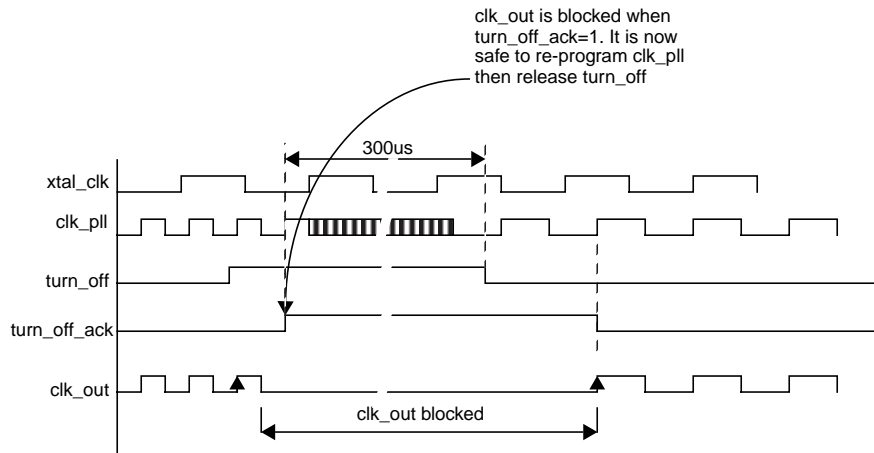 clk_out is blocked when
turn_off_ack=1. It is now
safe to re-program clk_pll
then release turn_off
300us
xtal_clk
clk_pll
turn_off
turn_off_ack
clk_out
clk_out blocked